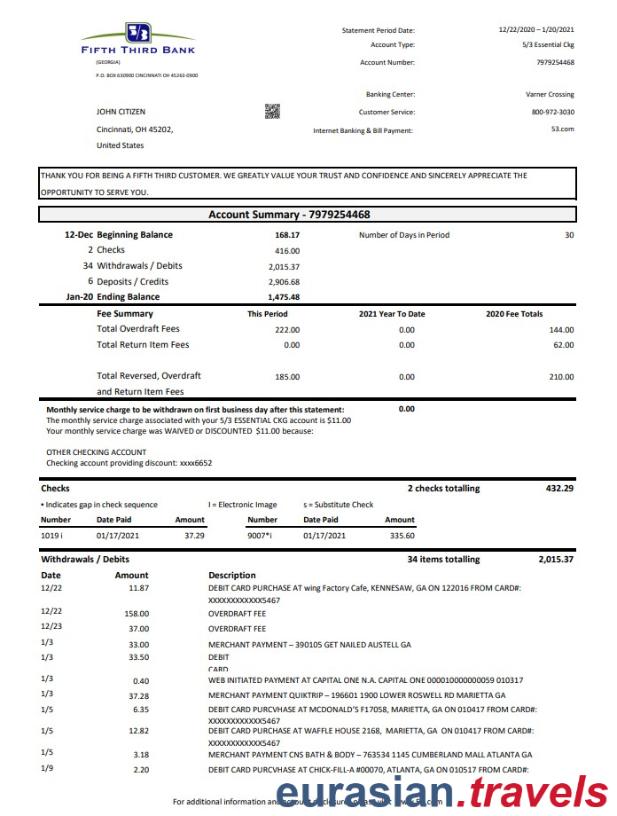 FIFTH THIRD BANK
(GEORGIA)
P.O. BOX 630900 CINCINNATI OH 45263-0900
Statement Period Date: 12/22/2020 – 1/20/2021
Account Type: 5/3 Essential Ckg
Account Number: 7979254468
Banking Center: Varner Crossing
Customer Service: 800-972-3030
Internet Banking & Bill Payment: 53.com
JOHN CITIZEN
Cincinnati, OH 45202,
United States
THANK YOU FOR BEING A FIFTH THIRD CUSTOMER. WE GREATLY VALUE YOUR TRUST AND CONFIDENCE AND SINCERELY APPRECIATE THE
OPPORTUNITY TO SERVE YOU.
Account Summary - 7979254468
12-Dec Beginning Balance 168.17 Number of Days in Period 30
2 Checks 416.00
34 Withdrawals / Debits 2,015.37
6 Deposits / Credits 2,906.68
Jan-20 Ending Balance 1,475.48
Fee Summary This Period 2021 Year To Date 2020 Fee Totals
Total Overdraft Fees 222.00 0.00 144.00
Total Return Item Fees 0.00 0.00 62.00
Total Reversed, Overdraft 185.00 0.00 210.00
and Return Item Fees
Monthly service charge to be withdrawn on first business day after this statement: 0.00
The monthly service charge associated with your 5/3 ESSENTIAL CKG account is $11.00
Your monthly service charge was WAIVED or DISCOUNTED $11.00 because:
OTHER CHECKING ACCOUNT
Checking account providing discount: xxxx6652
Checks 2 checks totalling 432.29
• Indicates gap in check sequence I = Electronic Image s = Substitute Check
Number Date Paid Amount Number Date Paid Amount
1019 i 01/17/2021 37.29 9007*i 01/17/2021 335.60
Withdrawals / Debits 34 items totalling 2,015.37
Date Amount Description
12/22 11.87 DEBIT CARD PURCHASE AT wing Factory Cafe, KENNESAW, GA ON 122016 FROM CARD#:
XXXXXXXXXXXX5467
12/22 158.00 OVERDRAFT FEE
12/23 37.00 OVERDRAFT FEE
1/3 33.00 MERCHANT PAYMENT – 390105 GET NAILED AUSTELL GA
1/3 33.50 DEBIT
CARD
1/3 0.40 WEB INITIATED PAYMENT AT CAPITAL ONE N.A. CAPITAL ONE 000010000000059 010317
1/3 37.28 MERCHANT PAYMENT QUIKTRIP – 196601 1900 LOWER ROSWELL RD MARIETTA GA
1/5 6.35 DEBIT CARD PURCVHASE AT MCDONALD'S F17058, MARIETTA, GA ON 010417 FROM CARD#:
XXXXXXXXXXXX5467
1/5 12.82 DEBIT CARD PURCVHASE AT WAFFLE HOUSE 2168, MARIETTA, GA ON 010417 FROM CARD#:
XXXXXXXXXXXX5467
1/5 3.18 MERCHANT PAYMENT CNS BATH & BODY – 763534 1145 CUMBERLAND MALL ATLANTA GA
1/9 2.20 DEBIT CARD PURCVHASE AT CHICK-FILL-A #00070, ATLANTA, GA ON 010517 FROM CARD#:
For additional information and
eurasian.travels